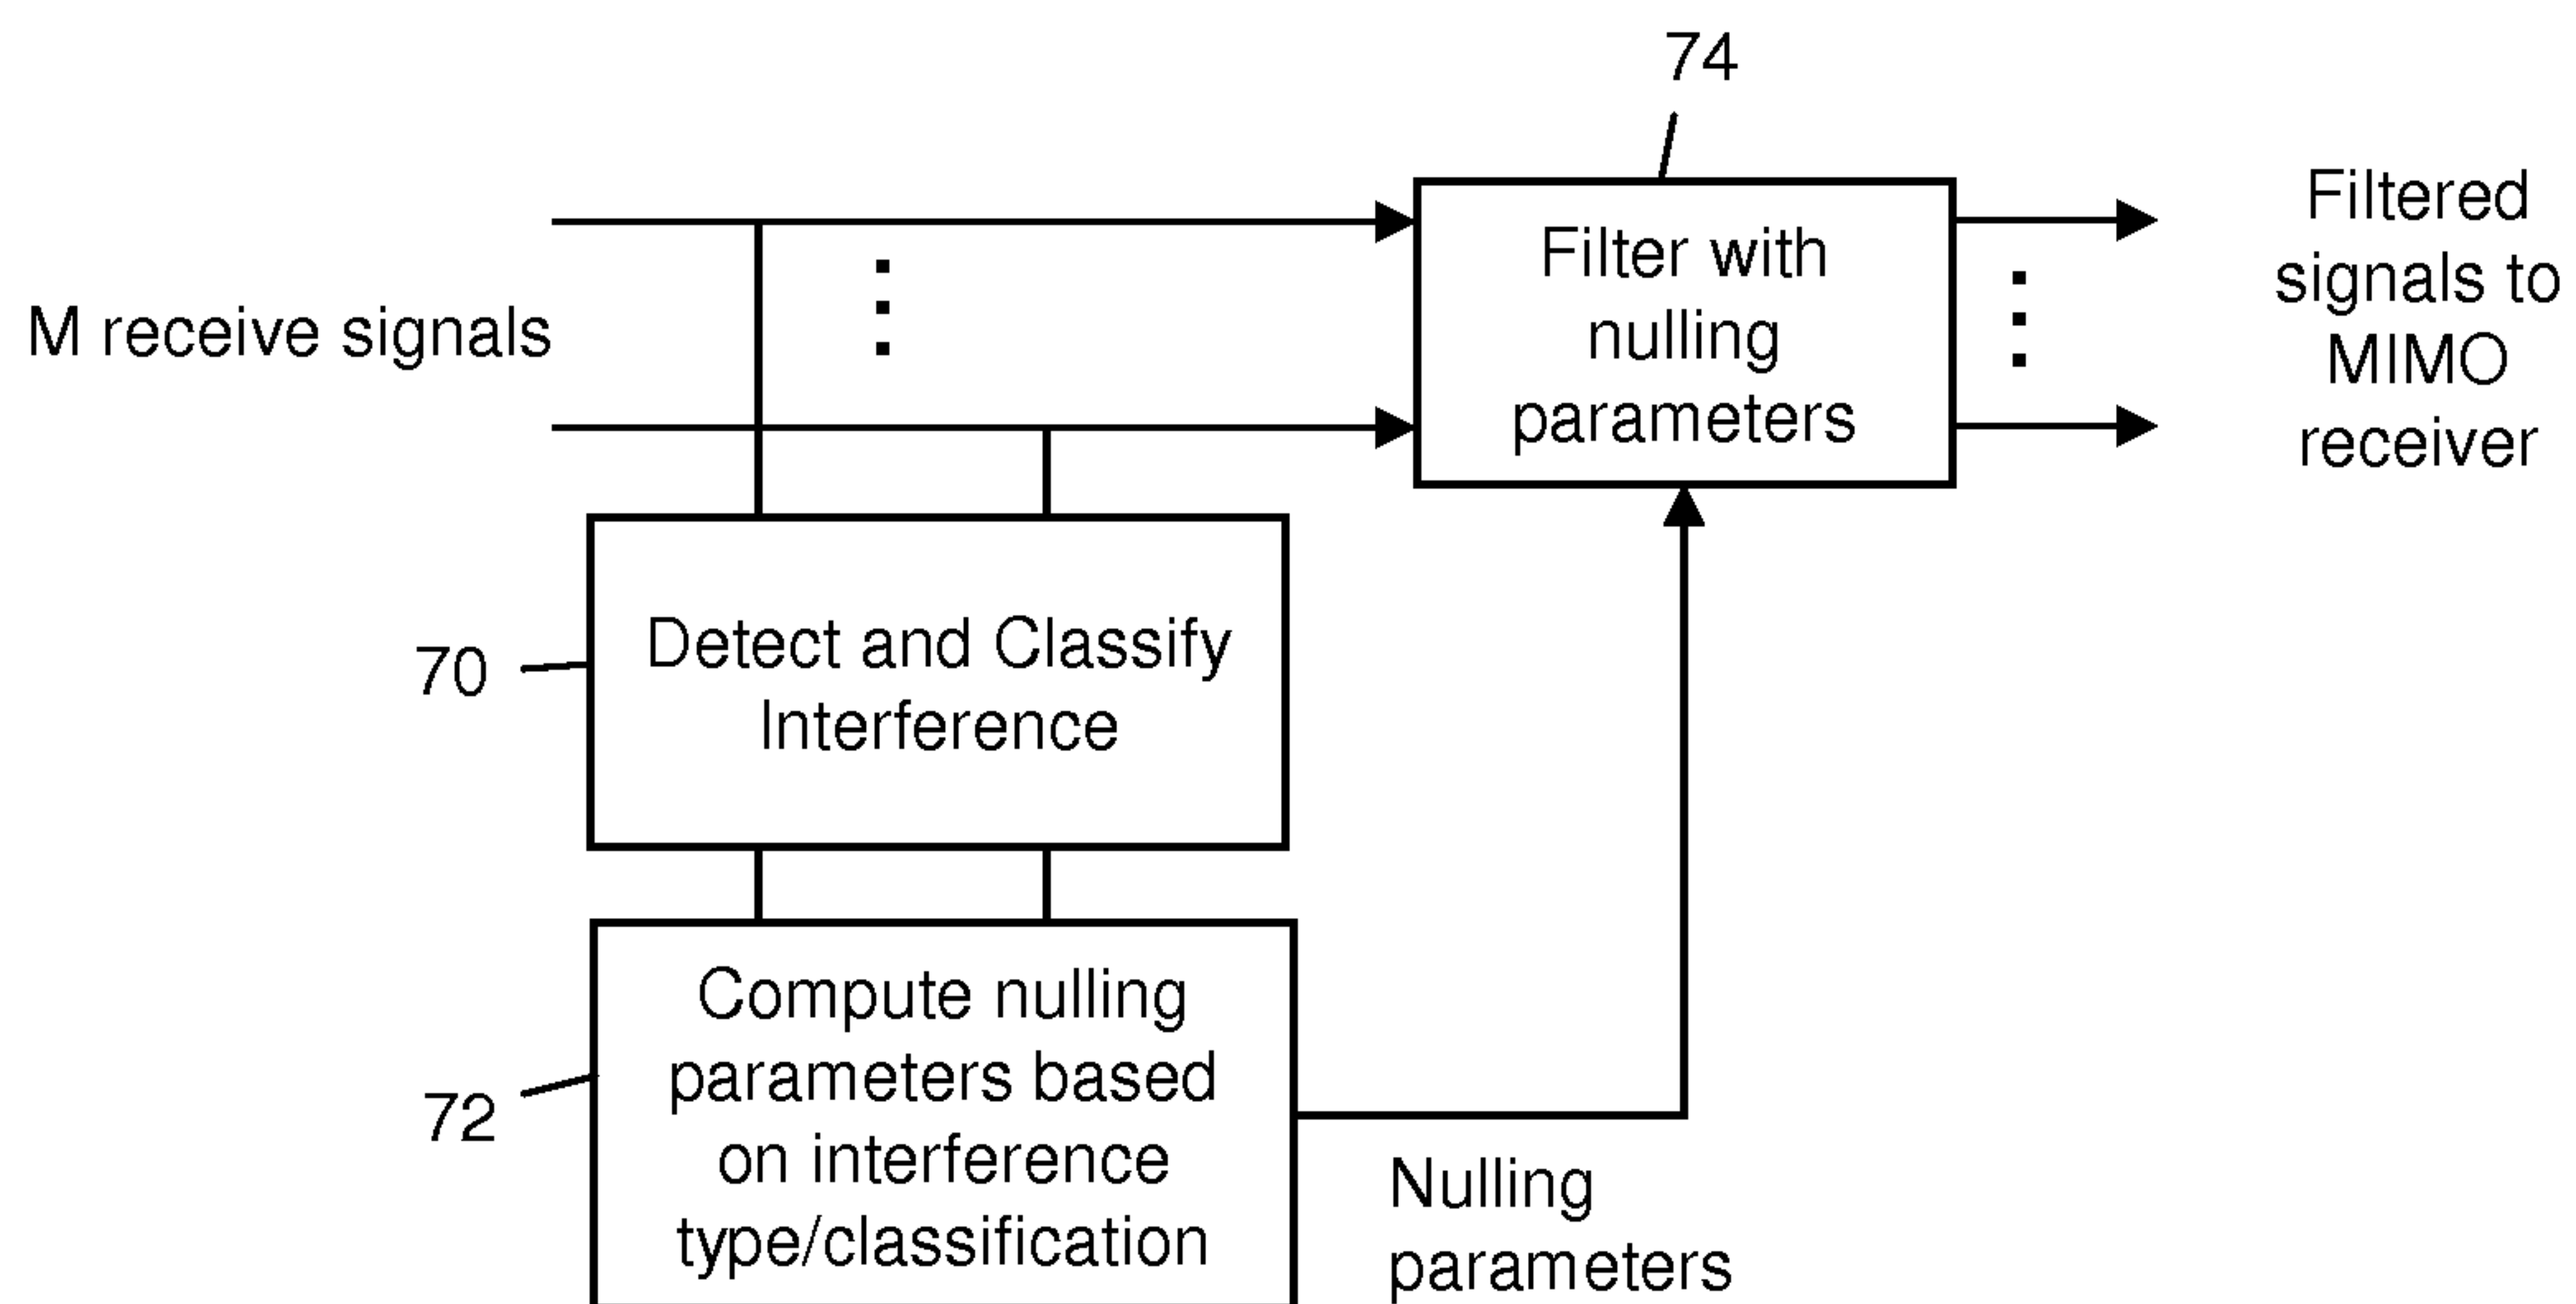 74
Filter with
nulling
parameters
Filtered
signals to
MIMO
receiver
M receive signals
70
Detect and Classify
Interference
72
Compute nulling
parameters based
on interference
type/classification
Nulling
parameters